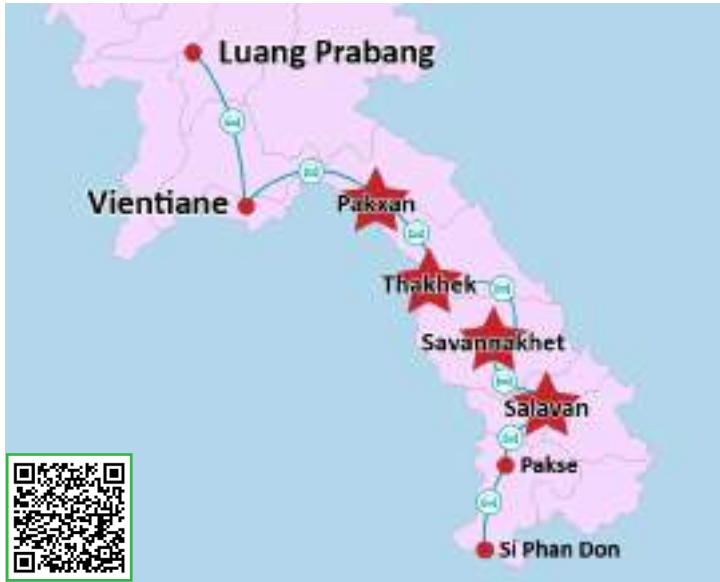 Luang Prabang
Vientiane
Pakxan
Thakhek
Savannakhet
Salavan
Pakse
Si Phan Don